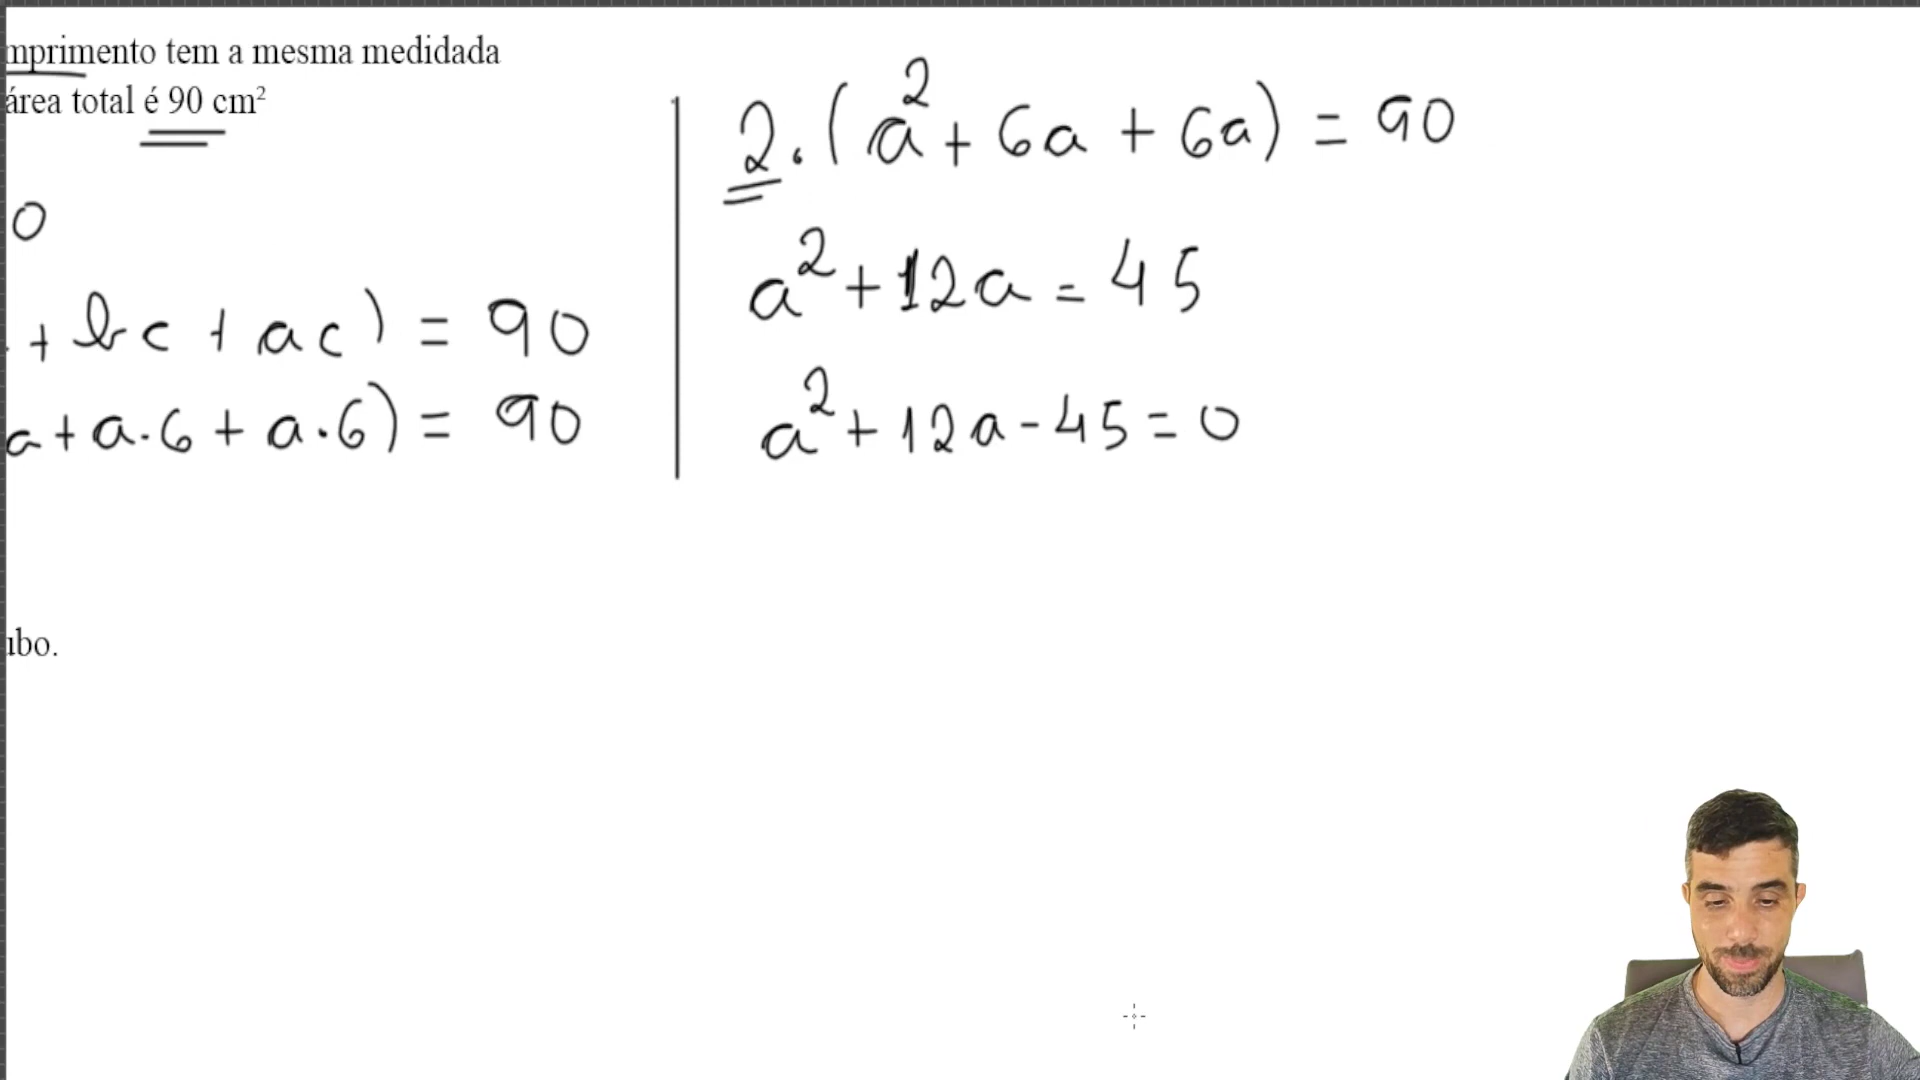 mprimento tem a mesma medidada
área total é 90 cm²
0
+ bc + ac) = 90
a + a.6 + a.6) = 90
ubo.
2.(a² + 6a + 6a) = 90
a² + 12a = 45
a² + 12a - 45 = 0